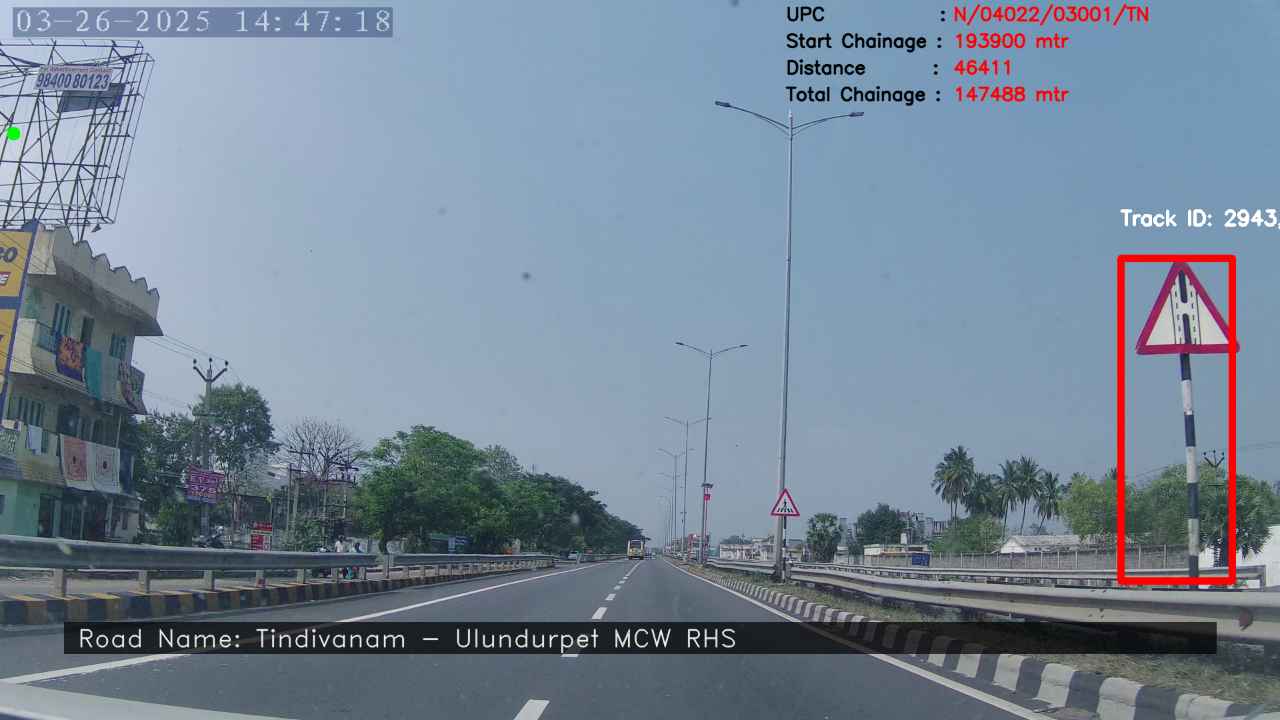 03-26-2025 14:47:18
UPC : N/04022/03001/TN
Start Chainage : 193900 mtr
Distance : 46411
Total Chainage : 147488 mtr
98400 80123
Track ID: 2943,
Road Name: Tindivanam - Ulundurpet MCW RHS